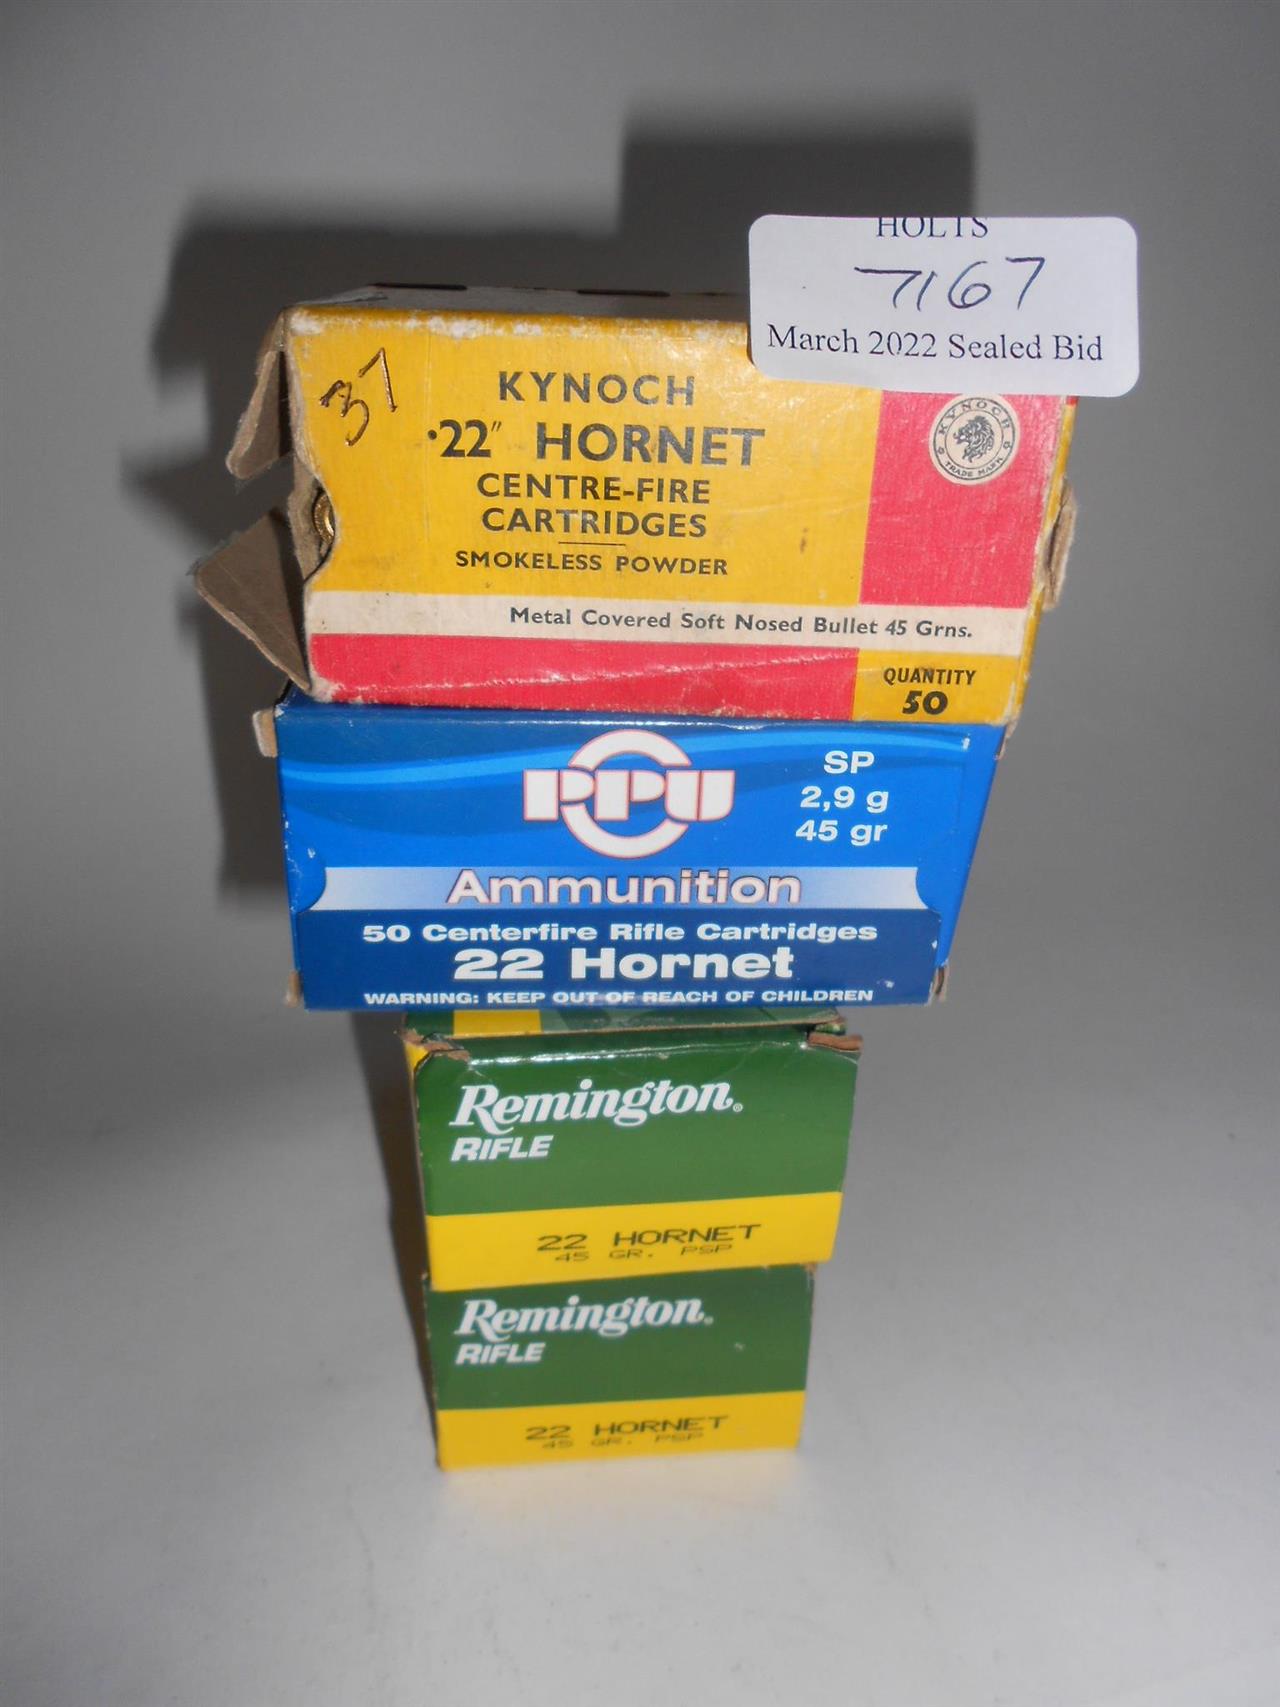 HOLTS
7167
March 2022 Sealed Bid
37
KYNOCH
·22" HORNET
CENTRE-FIRE
CARTRIDGES
SMOKELESS POWDER
KYNOCH
TRADE MARK
Metal Covered Soft Nosed Bullet 45 Grns.
QUANTITY
50
PPU
SP
2,9 g
45 gr
Ammunition
50 Centerfire Rifle Cartridges
22 Hornet
WARNING: KEEP OUT OF REACH OF CHILDREN
Remington®
RIFLE
22 HORNET
45 GR. PSP
Remington®
RIFLE
22 HORNET
45 GR. PSP